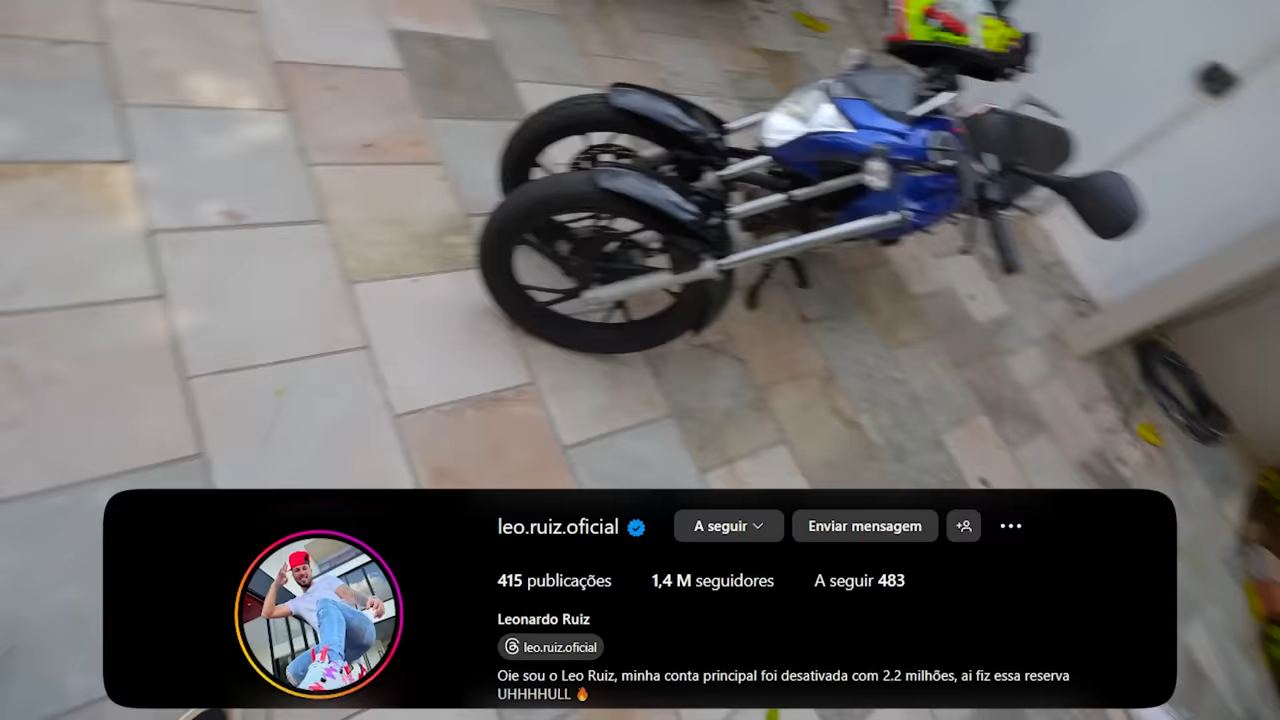 leo.ruiz.oficial
A seguir
Enviar mensagem
415 publicações
1,4 M seguidores
A seguir 483
Leonardo Ruiz
leo.ruiz.oficial
Oie sou o Leo Ruiz, minha conta principal foi desativada com 2.2 milhões, ai fiz essa reserva
UHHHHULL 🔥